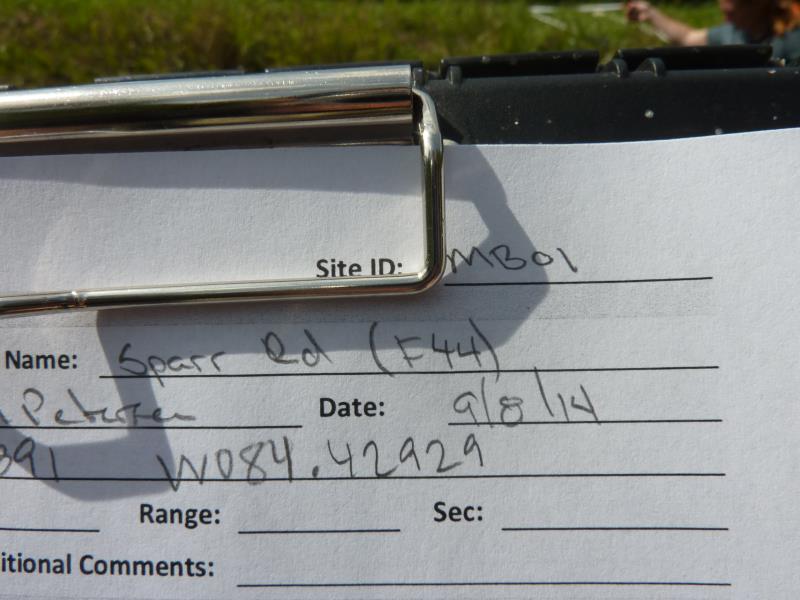 Site ID: MB01
Name: Sparr Rd (F44)
Petersen Date: 9/8/14
391 W084.42929
Range: Sec:
itional Comments: